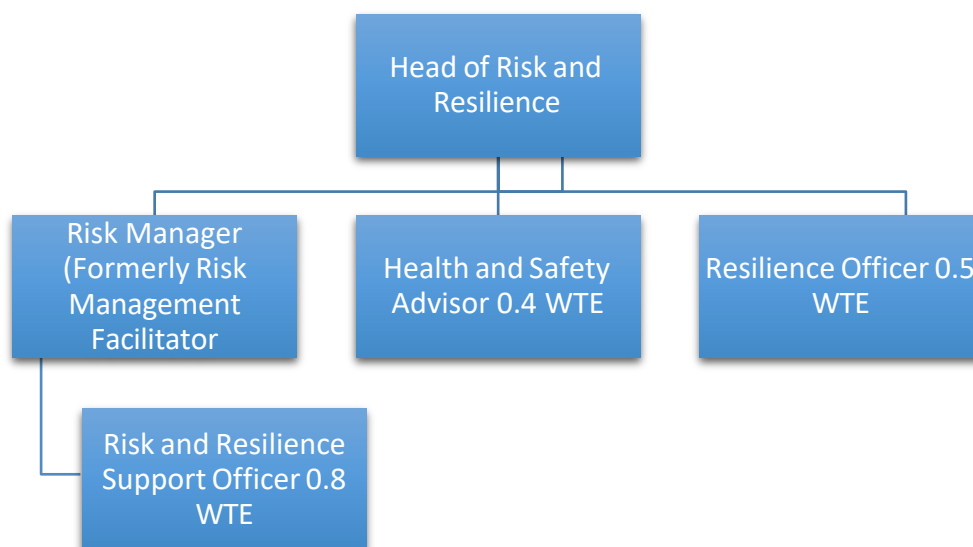 Head of Risk and
Resilience
Risk Manager
(Formerly Risk
Management
Facilitator
Health and Safety
Advisor 0.4 WTE
Resilience Officer 0.5
WTE
Risk and Resilience
Support Officer 0.8
WTE